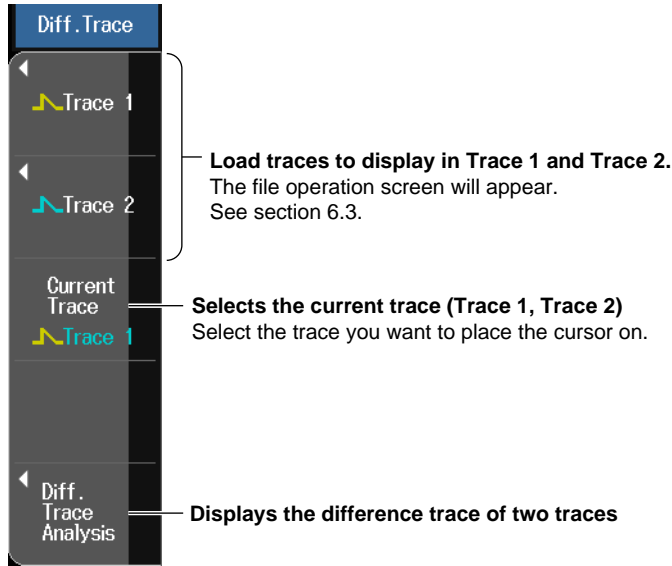 Diff.Trace
Trace 1
Trace 2
Load traces to display in Trace 1 and Trace 2.
The file operation screen will appear.
See section 6.3.
Current
Trace
Trace 1
Selects the current trace (Trace 1, Trace 2)
Select the trace you want to place the cursor on.
Diff.
Trace
Analysis
Displays the difference trace of two traces